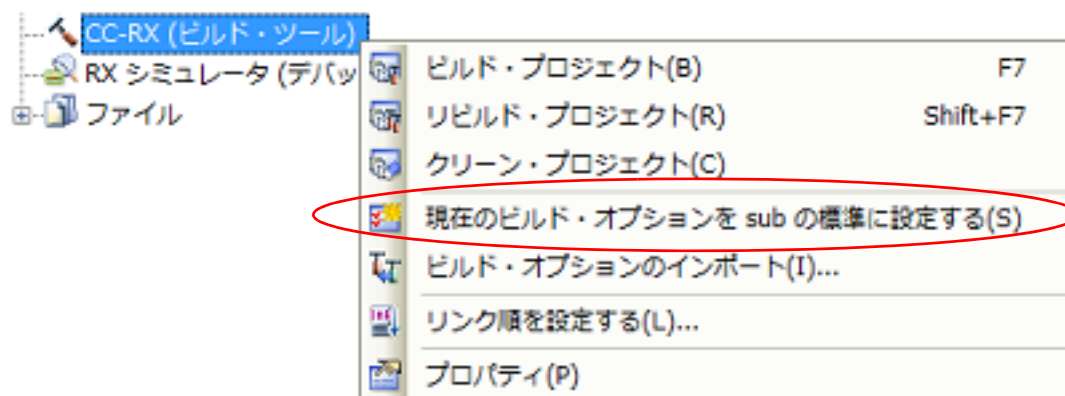 CC-RX (ビルド・ツール)
RX シミュレータ (デバッ
ファイル
ビルド・プロジェクト(B) F7
リビルド・プロジェクト(R) Shift+F7
クリーン・プロジェクト(C)
現在のビルド・オプションを sub の標準に設定する(S)
ビルド・オプションのインポート(I)...
リンク順を設定する(L)...
プロパティ(P)